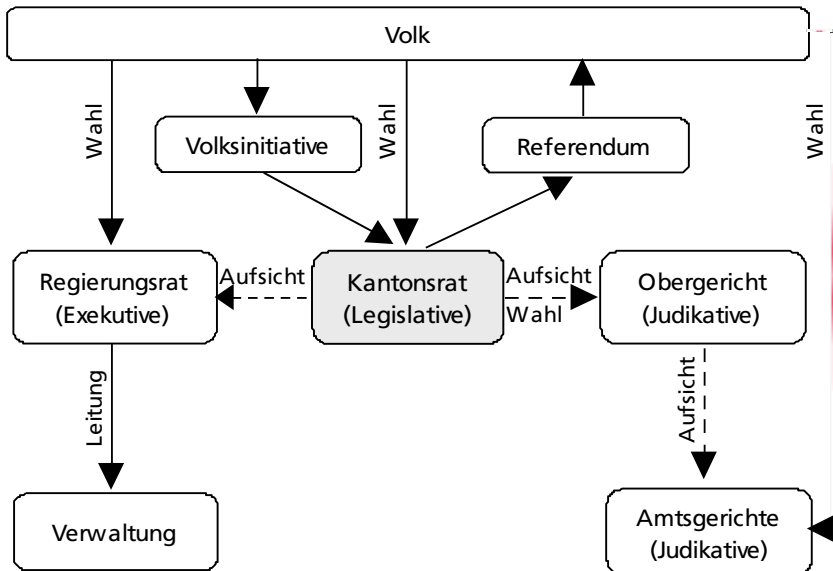 Volk
Wahl
Volksinitiative
Wahl
Referendum
Wahl
Regierungsrat
(Exekutive)
Aufsicht
Kantonsrat
(Legislative)
Aufsicht
Wahl
Obergericht
(Judikative)
Leitung
Aufsicht
Verwaltung
Amtsgerichte
(Judikative)